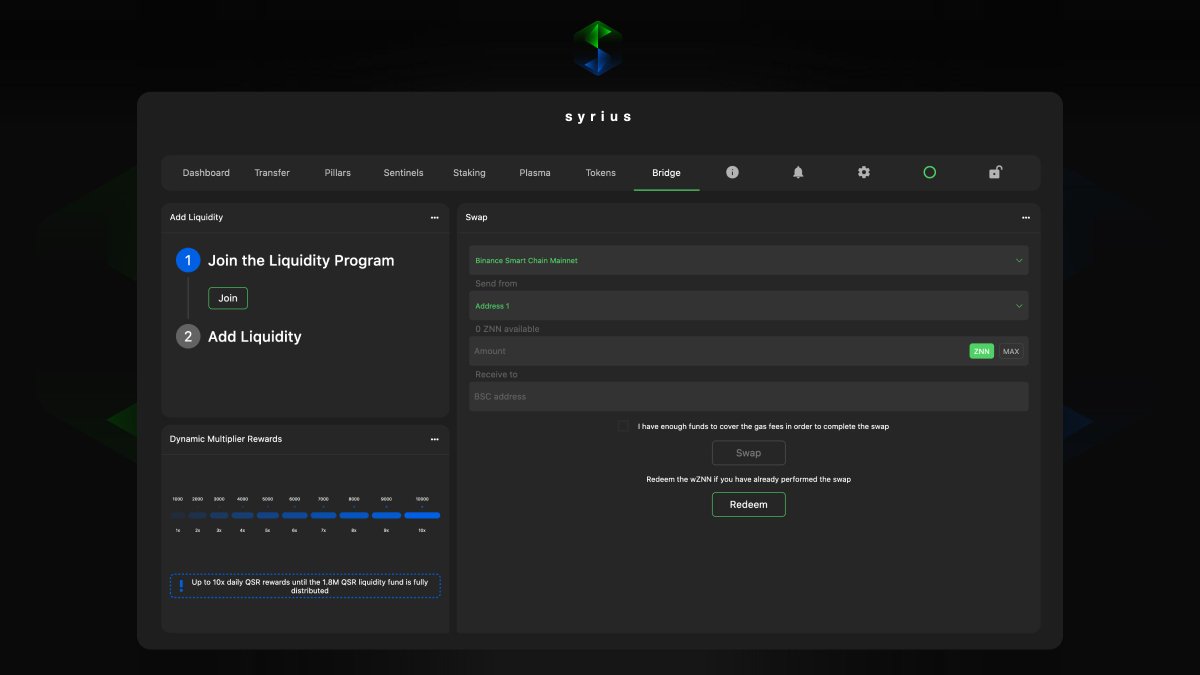 syrius
Dashboard Transfer Pillars Sentinels Staking Plasma Tokens Bridge
Add Liquidity
1 Join the Liquidity Program
Join
2 Add Liquidity
Dynamic Multiplier Rewards
1000 2000 3000 4000 5000 6000 7000 8000 9000 10000
1x 2x 3x 4x 5x 6x 7x 8x 9x 10x
! Up to 10x daily QSR rewards until the 1.8M QSR liquidity fund is fully
distributed
Swap
Binance Smart Chain Mainnet
Send from
Address 1
0 ZNN available
Amount ZNN MAX
Receive to
BSC address
I have enough funds to cover the gas fees in order to complete the swap
Swap
Redeem the wZNN if you have already performed the swap
Redeem